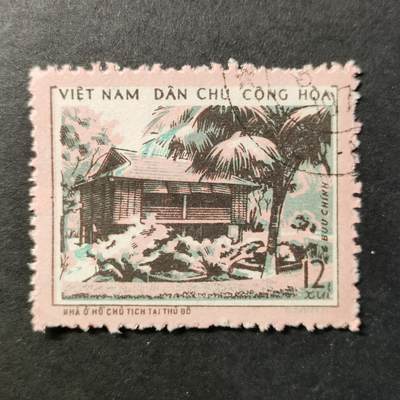 VIỆT NAM DÂN CHỦ CỘNG HÒA
BƯU CHÍNH
12 XU
NHÀ Ở HỒ CHỦ TỊCH TẠI THỦ ĐÔ